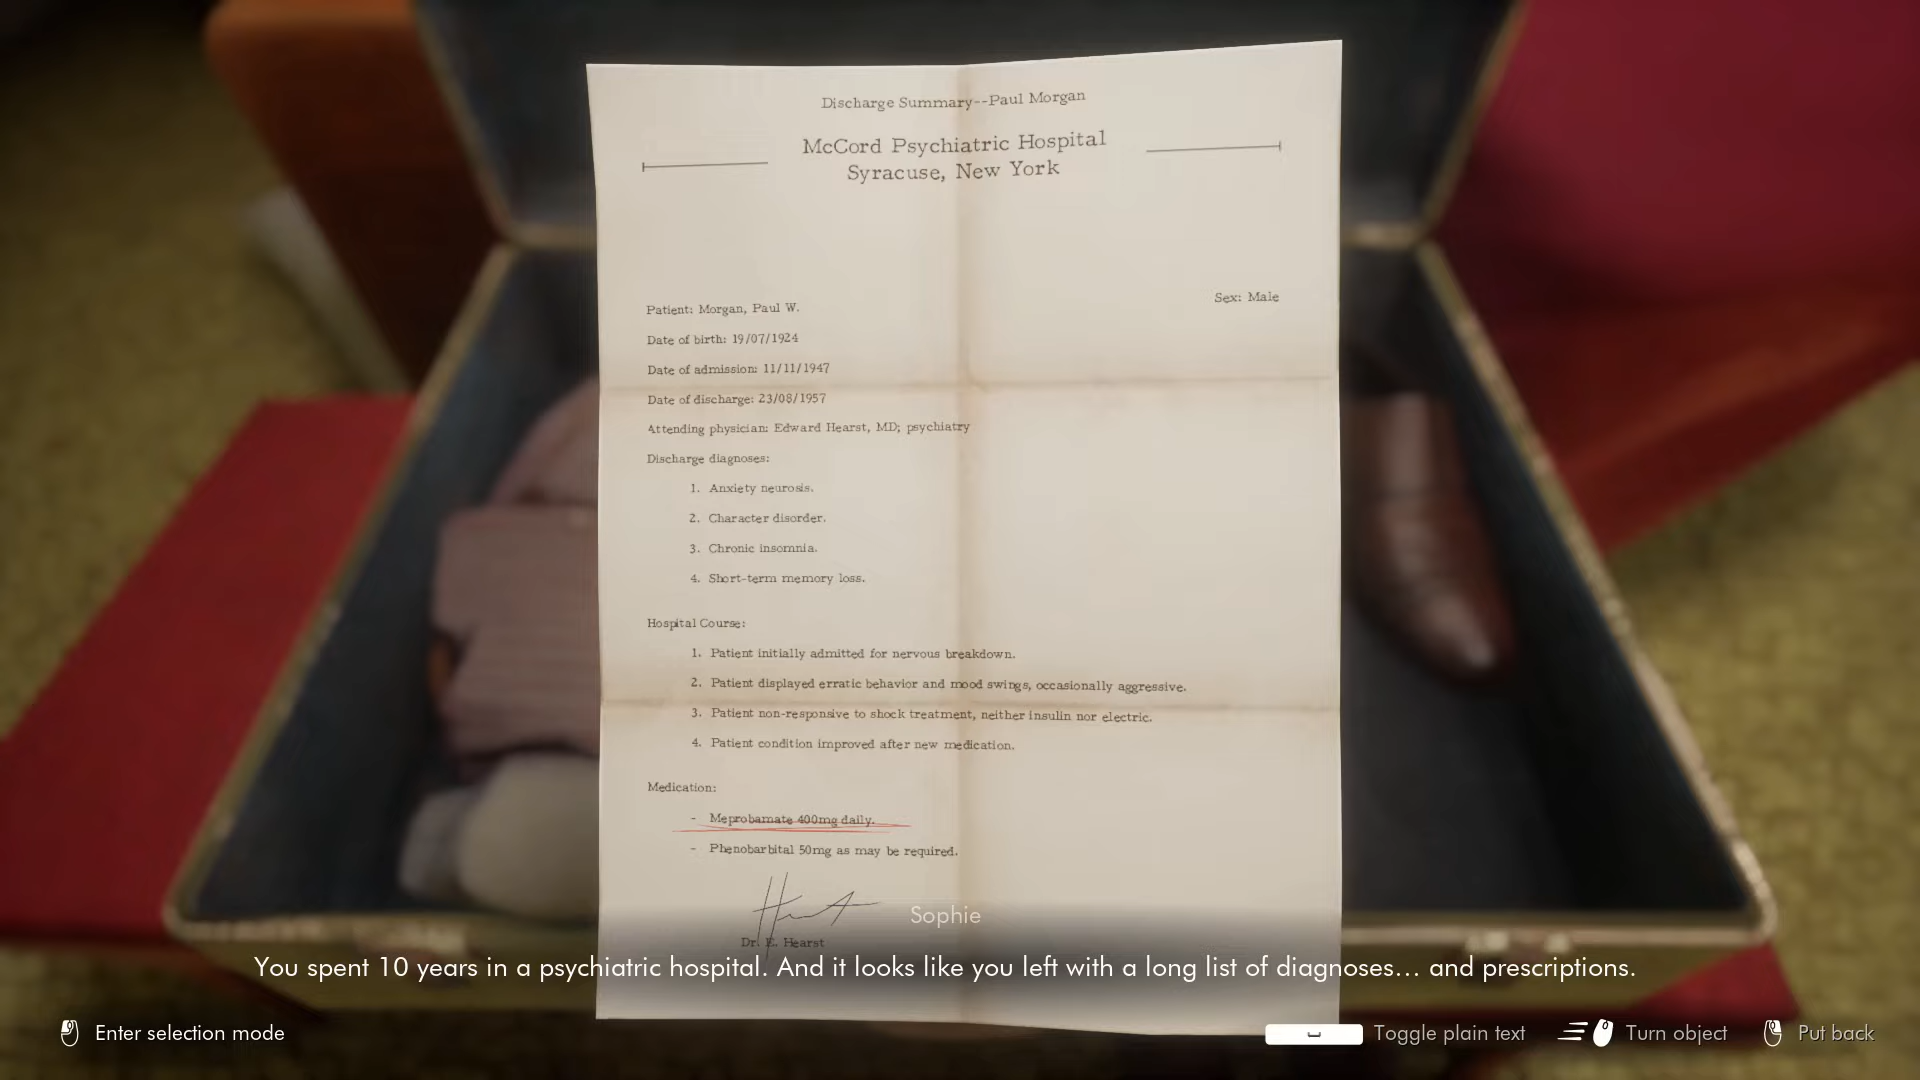 Discharge Summary--Paul Morgan
McCord Psychiatric Hospital
Syracuse, New York
Patient: Morgan, Paul W.
Sex: Male
Date of birth: 19/07/1924
Date of admission: 11/11/1947
Date of discharge: 23/08/1957
Attending physician: Edward Hearst, MD; psychiatry
Discharge diagnoses:
1. Anxiety neurosis.
2. Character disorder.
3. Chronic insomnia.
4. Short-term memory loss.
Hospital Course:
1. Patient initially admitted for nervous breakdown.
2. Patient displayed erratic behavior and mood swings, occasionally aggressive.
3. Patient non-responsive to shock treatment, neither insulin nor electric.
4. Patient condition improved after new medication.
Medication:
- Meprobamate 400mg daily.
- Phenobarbital 50mg as may be required.
Dr. E. Hearst
Sophie
You spent 10 years in a psychiatric hospital. And it looks like you left with a long list of diagnoses... and prescriptions.
Enter selection mode
Toggle plain text
Turn object
Put back